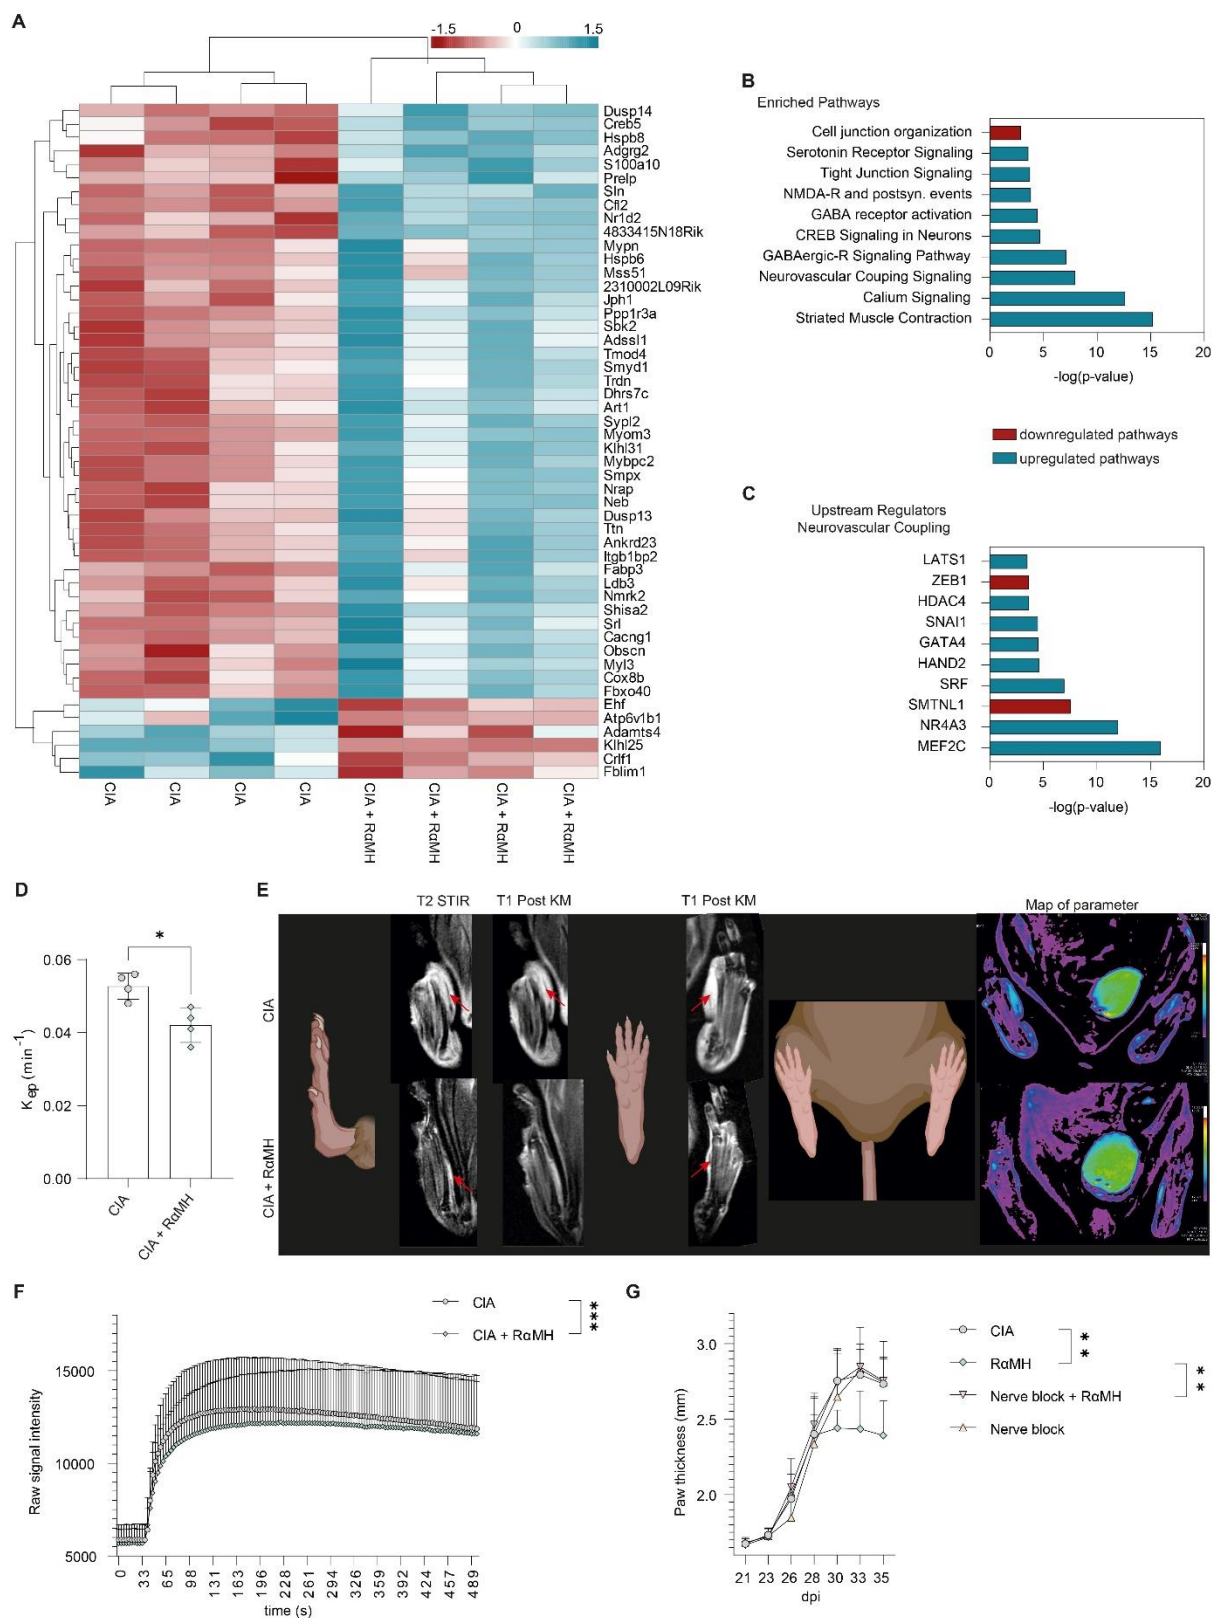 A
-1.5 0 1.5
Dusp14
Creb5
Hspb8
Adgrg2
S100a10
Prelp
Sln
Cfl2
Nr1d2
4833415N18Rik
Mypn
Hspb6
Mss51
2310002L09Rik
Jph1
Ppp1r3a
Sbk2
Adssl1
Tmod4
Smyd1
Trdn
Dhrs7c
Art1
Sypl2
Myom3
Klhl31
Mybpc2
Smpx
Nrap
Neb
Dusp13
Ttn
Ankrd23
Itgb1bp2
Fabp3
Ldb3
Nmrk2
Shisa2
Srl
Cacng1
Obscn
Myl3
Cox8b
Fbxo40
Ehf
Atp6v1b1
Adamts4
Klhl25
Crlf1
Fblim1
CIA CIA CIA CIA CIA + RαMH CIA + RαMH CIA + RαMH CIA + RαMH
B
Enriched Pathways
Cell junction organization
Serotonin Receptor Signaling
Tight Junction Signaling
NMDA-R and postsyn. events
GABA receptor activation
CREB Signaling in Neurons
GABAergic-R Signaling Pathway
Neurovascular Couping Signaling
Calium Signaling
Striated Muscle Contraction
0 5 10 15 20
-log(p-value)
downregulated pathways
upregulated pathways
C
Upstream Regulators
Neurovascular Coupling
LATS1
ZEB1
HDAC4
SNAI1
GATA4
HAND2
SRF
SMTNL1
NR4A3
MEF2C
0 5 10 15 20
-log(p-value)
D
*
0.06
0.04
0.02
0.00
Kep (min-1)
CIA CIA + RαMH
E
T2 STIR T1 Post KM T1 Post KM Map of parameter
CIA
CIA + RαMH
F
CIA
CIA + RαMH
***
15000
10000
5000
Raw signal intensity
0 33 65 98 131 163 196 228 261 294 326 359 392 424 457 489
time (s)
G
3.0
2.5
2.0
Paw thickness (mm)
21 23 26 28 30 33 35
dpi
CIA
RαMH
Nerve block + RαMH
Nerve block
**
**